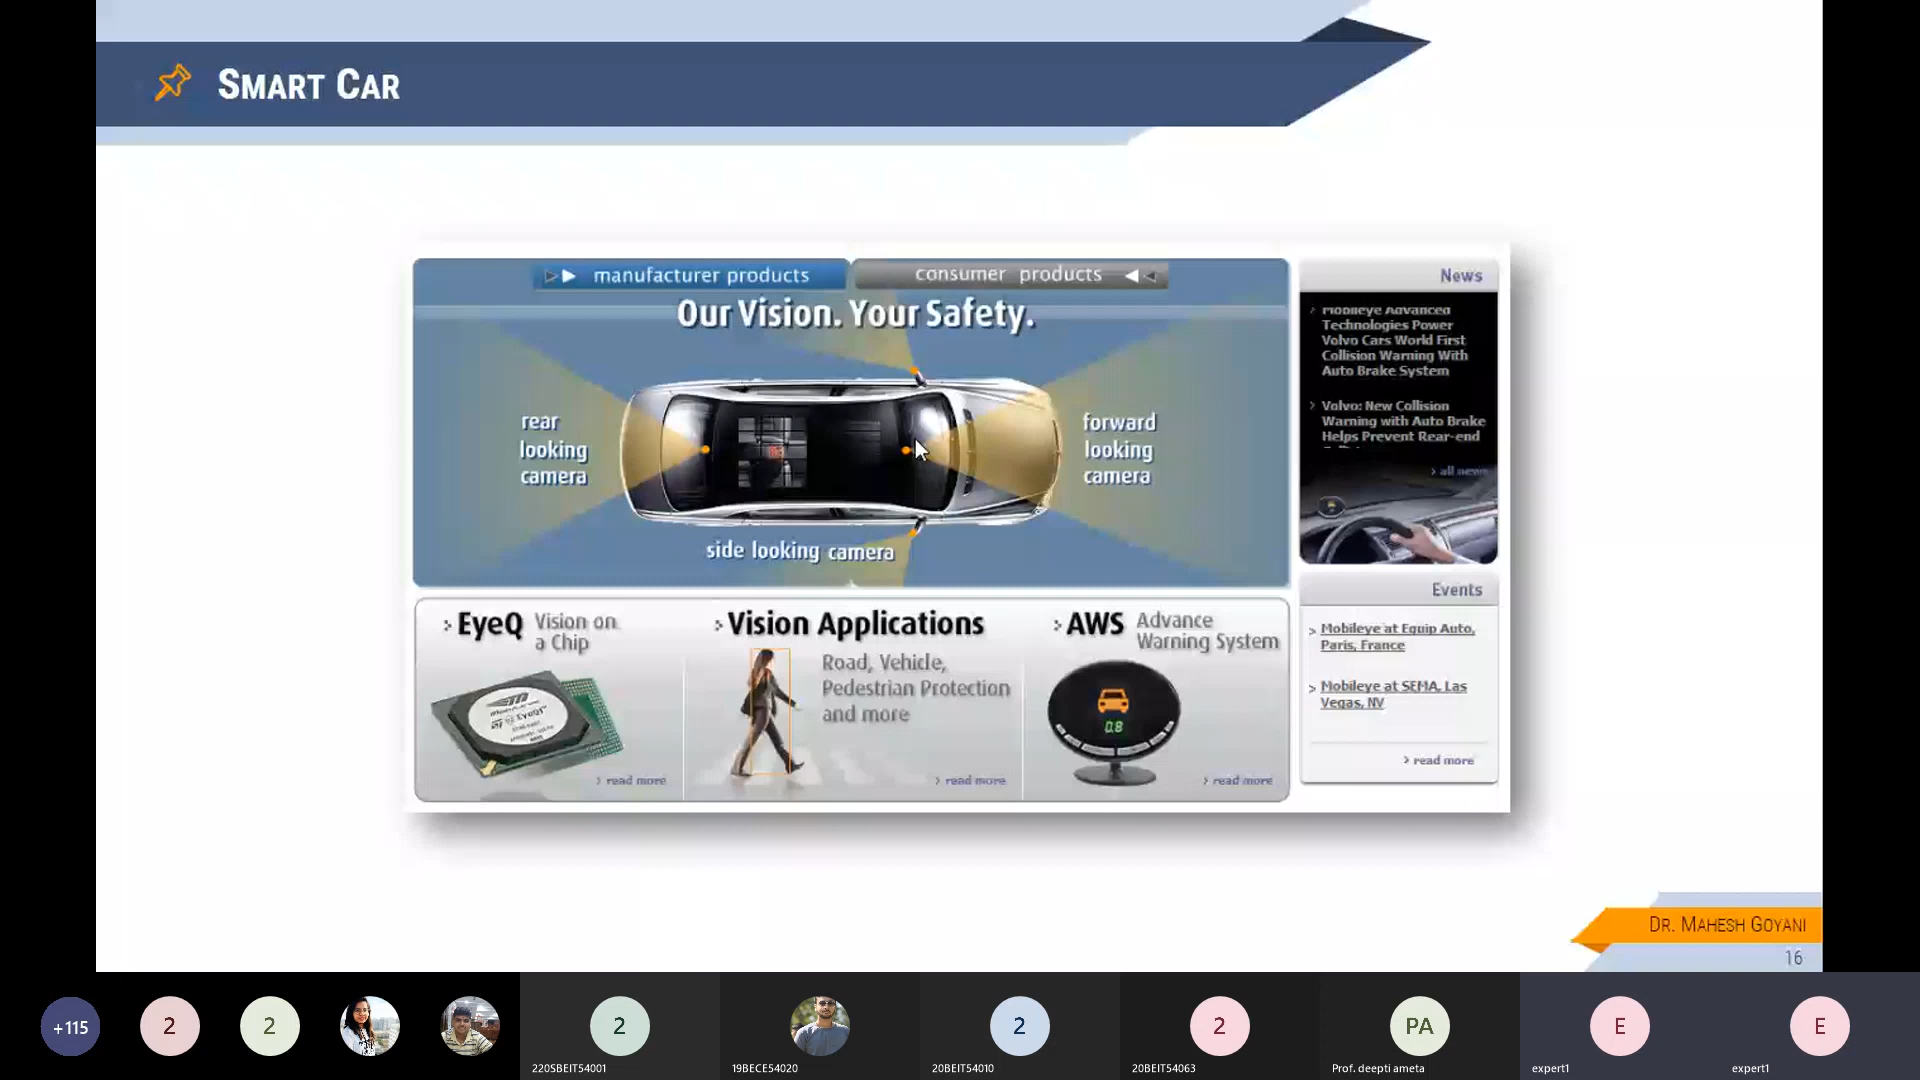 SMART CAR
manufacturer products
consumer products
Our Vision. Your Safety.
rear
looking
camera
forward
looking
camera
side looking camera
News
Mobileye Advanced
Technologies Power
Volvo Cars World First
Collision Warning With
Auto Brake System
Volvo: New Collision
Warning with Auto Brake
Helps Prevent Rear-end
> all news
Events
> Mobileye at Equip Auto,
Paris, France
> Mobileye at SEMA, Las
Vegas, NV
> read more
> EyeQ Vision on
a Chip
EyeQ
> read more
> Vision Applications
Road, Vehicle,
Pedestrian Protection
and more
> read more
> AWS Advance
Warning System
0.8
> read more
DR. MAHESH GOYANI
16
+115
2
2
2
220SBEIT54001
19BECE54020
2
20BEIT54010
2
20BEIT54063
PA
Prof. deepti ameta
E
expert1
E
expert1